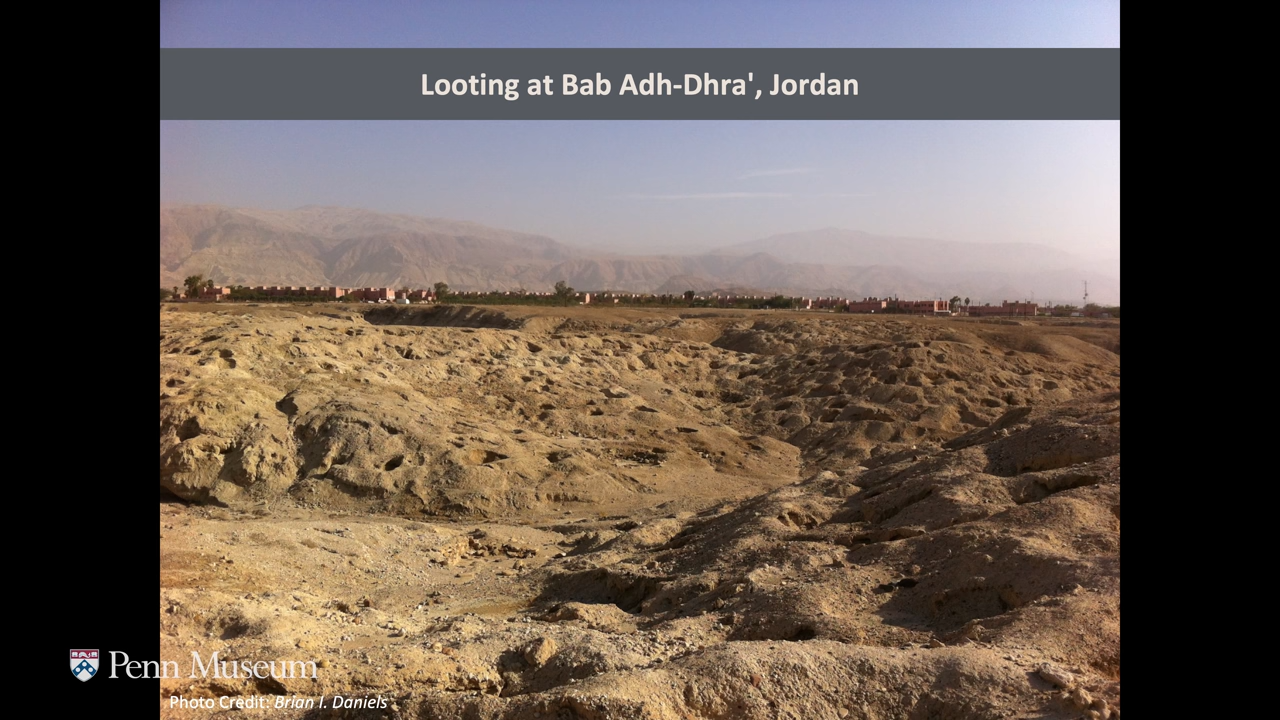 Looting at Bab Adh-Dhra', Jordan
Penn Museum
Photo Credit: Brian I. Daniels